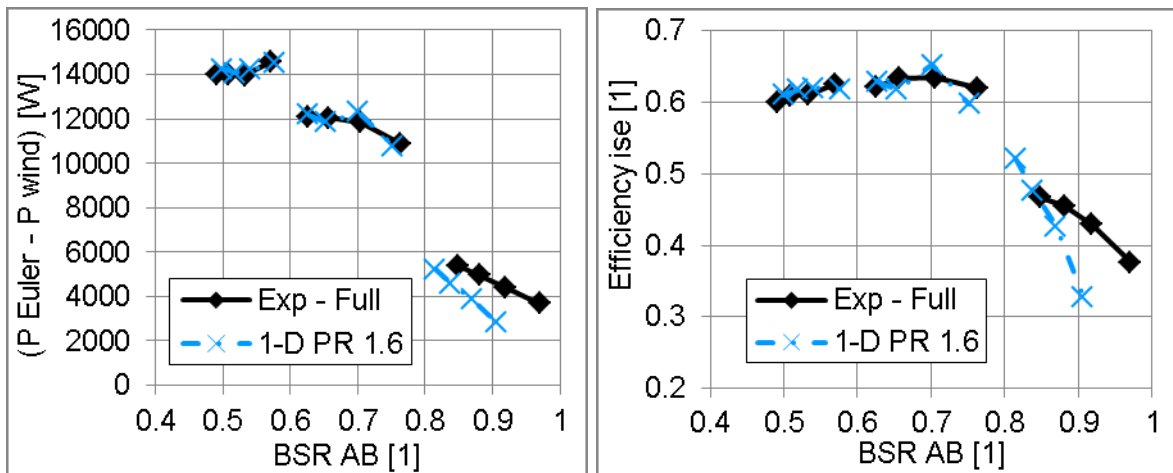 (P Euler - P wind) [W]
16000
14000
12000
10000
8000
6000
4000
2000
0
Exp - Full
1-D PR 1.6
0.4 0.5 0.6 0.7 0.8 0.9 1
BSR AB [1]
Efficiency ise [1]
0.7
0.6
0.5
0.4
0.3
0.2
Exp - Full
1-D PR 1.6
0.4 0.5 0.6 0.7 0.8 0.9 1
BSR AB [1]